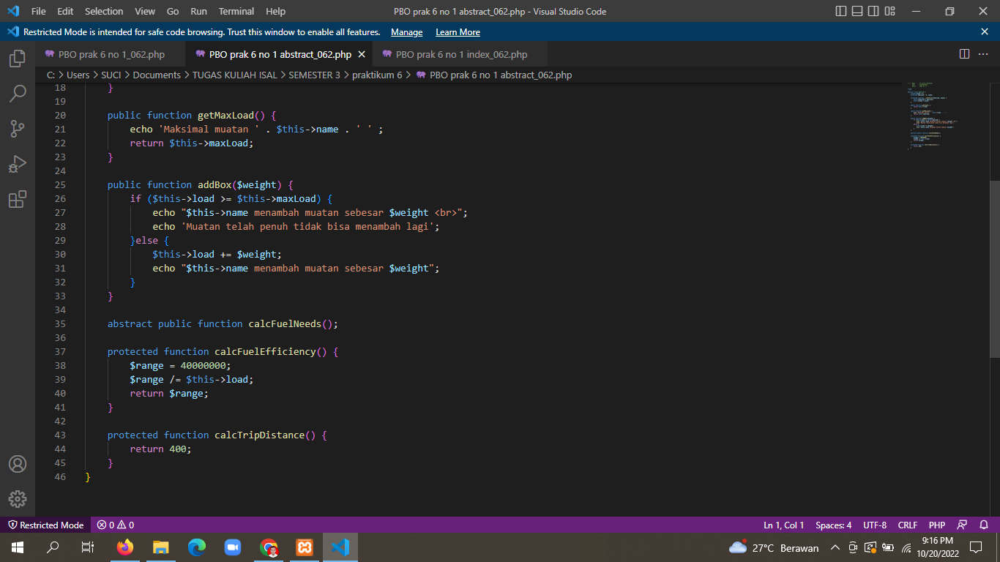 File Edit Selection View Go Run Terminal Help PBO prak 6 no 1 abstract_062.php - Visual Studio Code
Restricted Mode is intended for safe code browsing. Trust this window to enable all features. Manage Learn More
PBO prak 6 no 1_062.php PBO prak 6 no 1 abstract_062.php PBO prak 6 no 1 index_062.php
C: > Users > SUCI > Documents > TUGAS KULIAH ISAL > SEMESTER 3 > praktikum 6 > PBO prak 6 no 1 abstract_062.php
18 }
19
20 public function getMaxLoad() {
21 echo 'Maksimal muatan ' . $this->name . ' ' ;
22 return $this->maxLoad;
23 }
24
25 public function addBox($weight) {
26 if ($this->load >= $this->maxLoad) {
27 echo "$this->name menambah muatan sebesar $weight <br>";
28 echo 'Muatan telah penuh tidak bisa menambah lagi';
29 }else {
30 $this->load += $weight;
31 echo "$this->name menambah muatan sebesar $weight";
32 }
33 }
34
35 abstract public function calcFuelNeeds();
36
37 protected function calcFuelEfficiency() {
38 $range = 40000000;
39 $range /= $this->load;
40 return $range;
41 }
42
43 protected function calcTripDistance() {
44 return 400;
45 }
46 }
Restricted Mode 0 0 Ln 1, Col 1 Spaces: 4 UTF-8 CRLF PHP
27°C Berawan 9:16 PM
10/20/2022